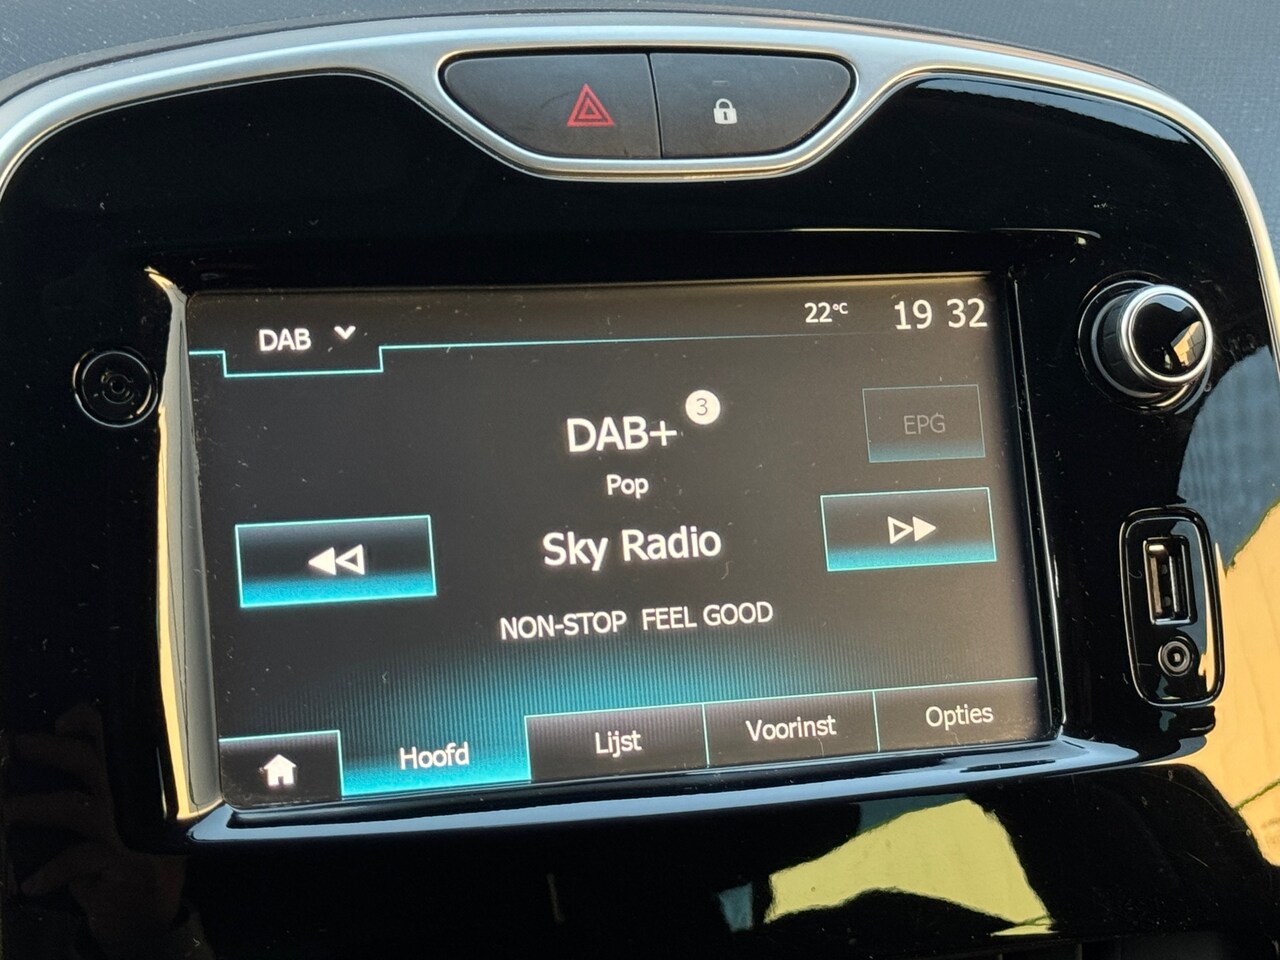 DAB
22°C 19 32
DAB+ 3
EPG
Pop
Sky Radio
NON-STOP FEEL GOOD
Hoofd Lijst Voorinst Opties